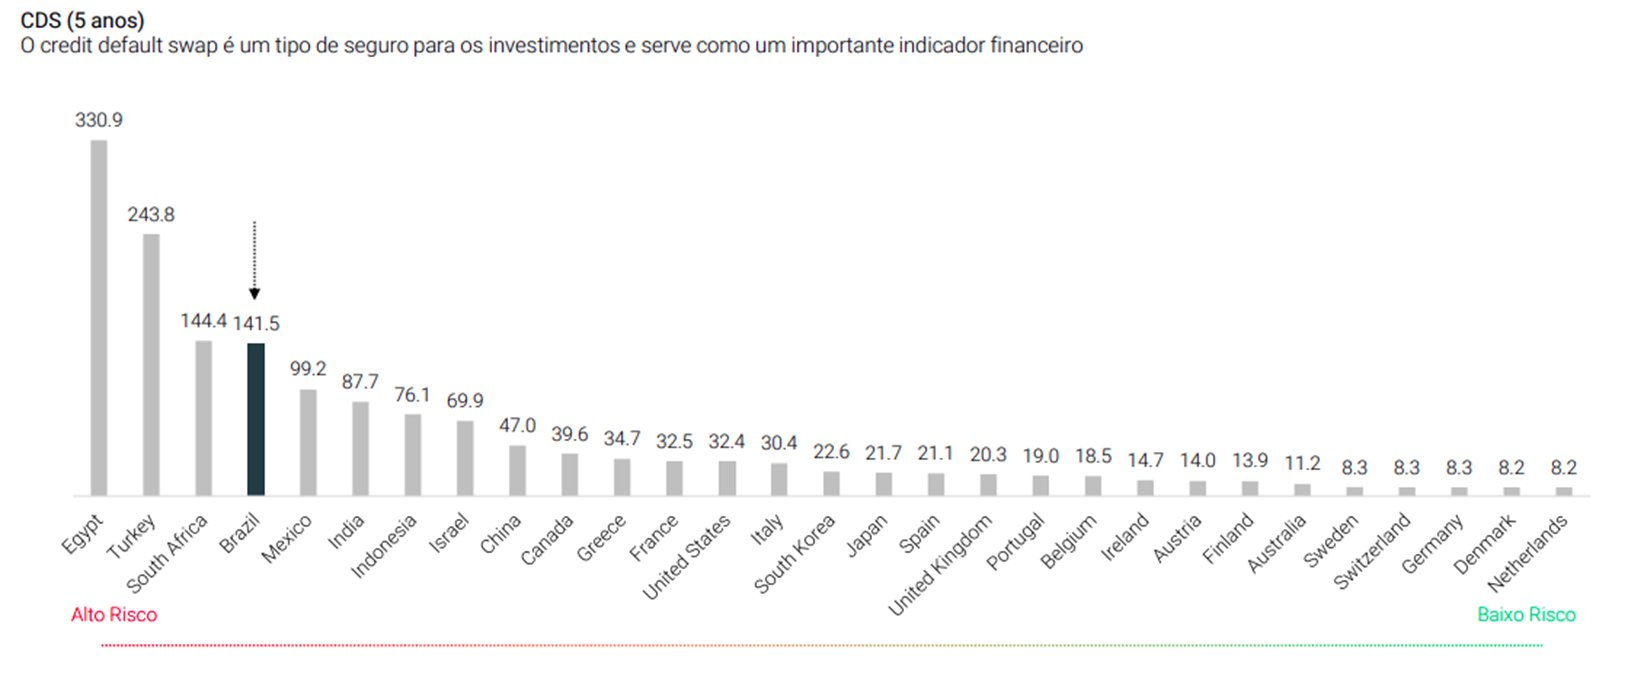 CDS (5 anos)
O credit default swap é um tipo de seguro para os investimentos e serve como um importante indicador financeiro
330.9
243.8
144.4
141.5
99.2
87.7
76.1
69.9
47.0
39.6
34.7
32.5
32.4
30.4
22.6
21.7
21.1
20.3
19.0
18.5
14.7
14.0
13.9
11.2
8.3
8.3
8.3
8.2
8.2
Egypt
Turkey
South Africa
Brazil
Mexico
India
Indonesia
Israel
China
Canada
Greece
France
United States
Italy
South Korea
Japan
Spain
United Kingdom
Portugal
Belgium
Ireland
Austria
Finland
Australia
Sweden
Switzerland
Germany
Denmark
Netherlands
Alto Risco
Baixo Risco